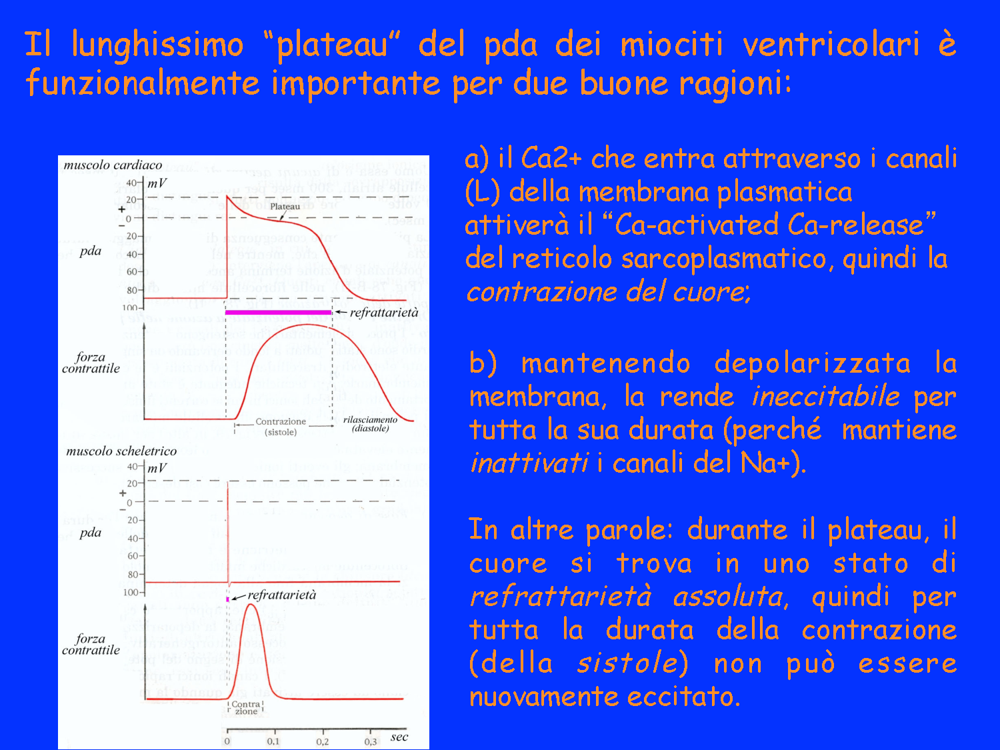 Il lunghissimo “plateau” del pda dei miociti ventricolari è
funzionalmente importante per due buone ragioni:
a) il Ca2+ che entra attraverso i canali
(L) della membrana plasmatica
attiverà il “Ca-activated Ca-release”
del reticolo sarcoplasmatico, quindi la
contrazione del cuore;
b) mantenendo depolarizzata la
membrana, la rende ineccitabile per
tutta la sua durata (perché mantiene
inattivati i canali del Na+).
In altre parole: durante il plateau, il
cuore si trova in uno stato di
refrattarietà assoluta, quindi per
tutta la durata della contrazione
(della sistole) non può essere
nuovamente eccitato.
muscolo cardiaco
40
mV
20
+
0
−
20
40
60
80
100
Plateau
pda
refrattarietà
forza
contrattile
Contrazione
(sistole)
rilasciamento
(diastole)
muscolo scheletrico
40
mV
20
+
0
−
20
40
60
80
100
pda
refrattarietà
forza
contrattile
Contra
zione
0
0,1
0,2
0,3
sec